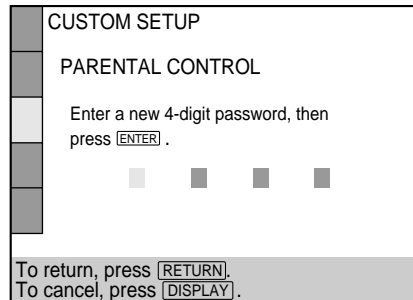 CUSTOM SETUP
PARENTAL CONTROL
Enter a new 4-digit password, then
press ENTER .
To return, press RETURN.
To cancel, press DISPLAY .